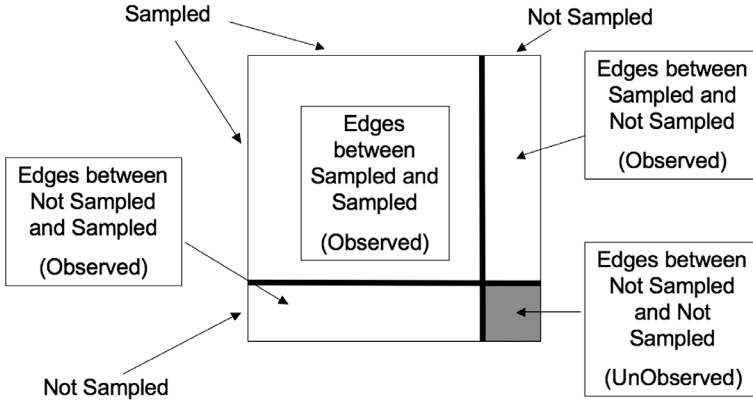 Sampled
Not Sampled
Edges between
Sampled and
Not Sampled
(Observed)
Edges
between
Sampled and
Sampled
(Observed)
Edges between
Not Sampled
and Sampled
(Observed)
Edges between
Not Sampled
and Not
Sampled
(UnObserved)
Not Sampled